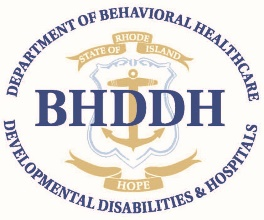 DEPARTMENT OF BEHAVIORAL HEALTHCARE
STATE OF RHODE ISLAND
BHDDH
HOPE
DEVELOPMENTAL DISABILITIES & HOSPITALS